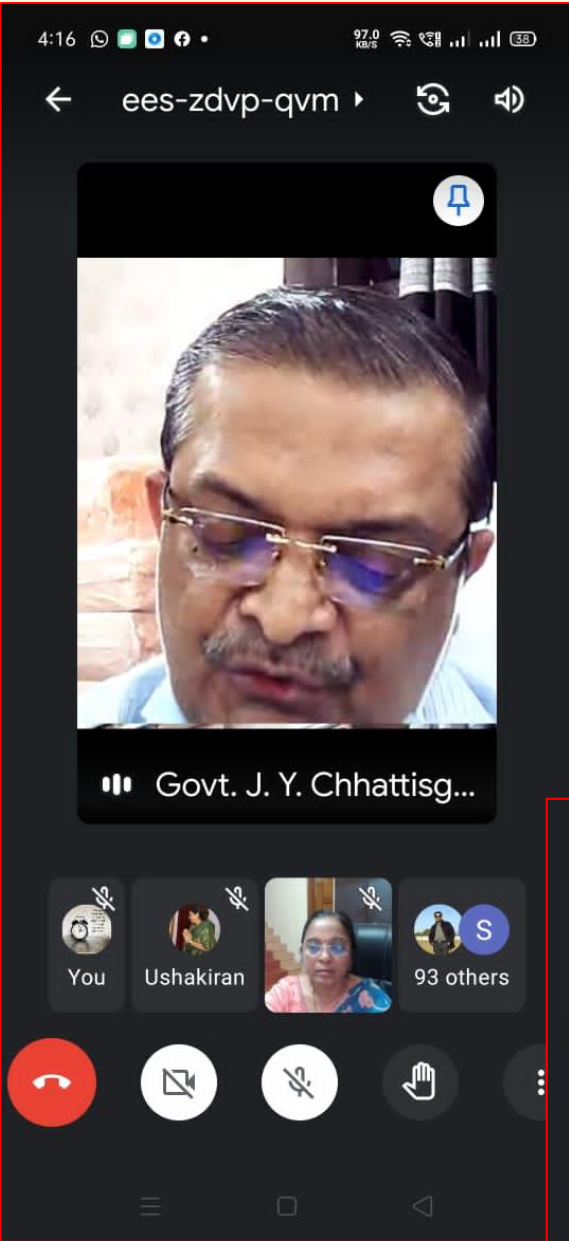 4:16 97.0 KB/S 38
ees-zdvp-qvm
Govt. J. Y. Chhattisg...
S
You Ushakiran 93 others